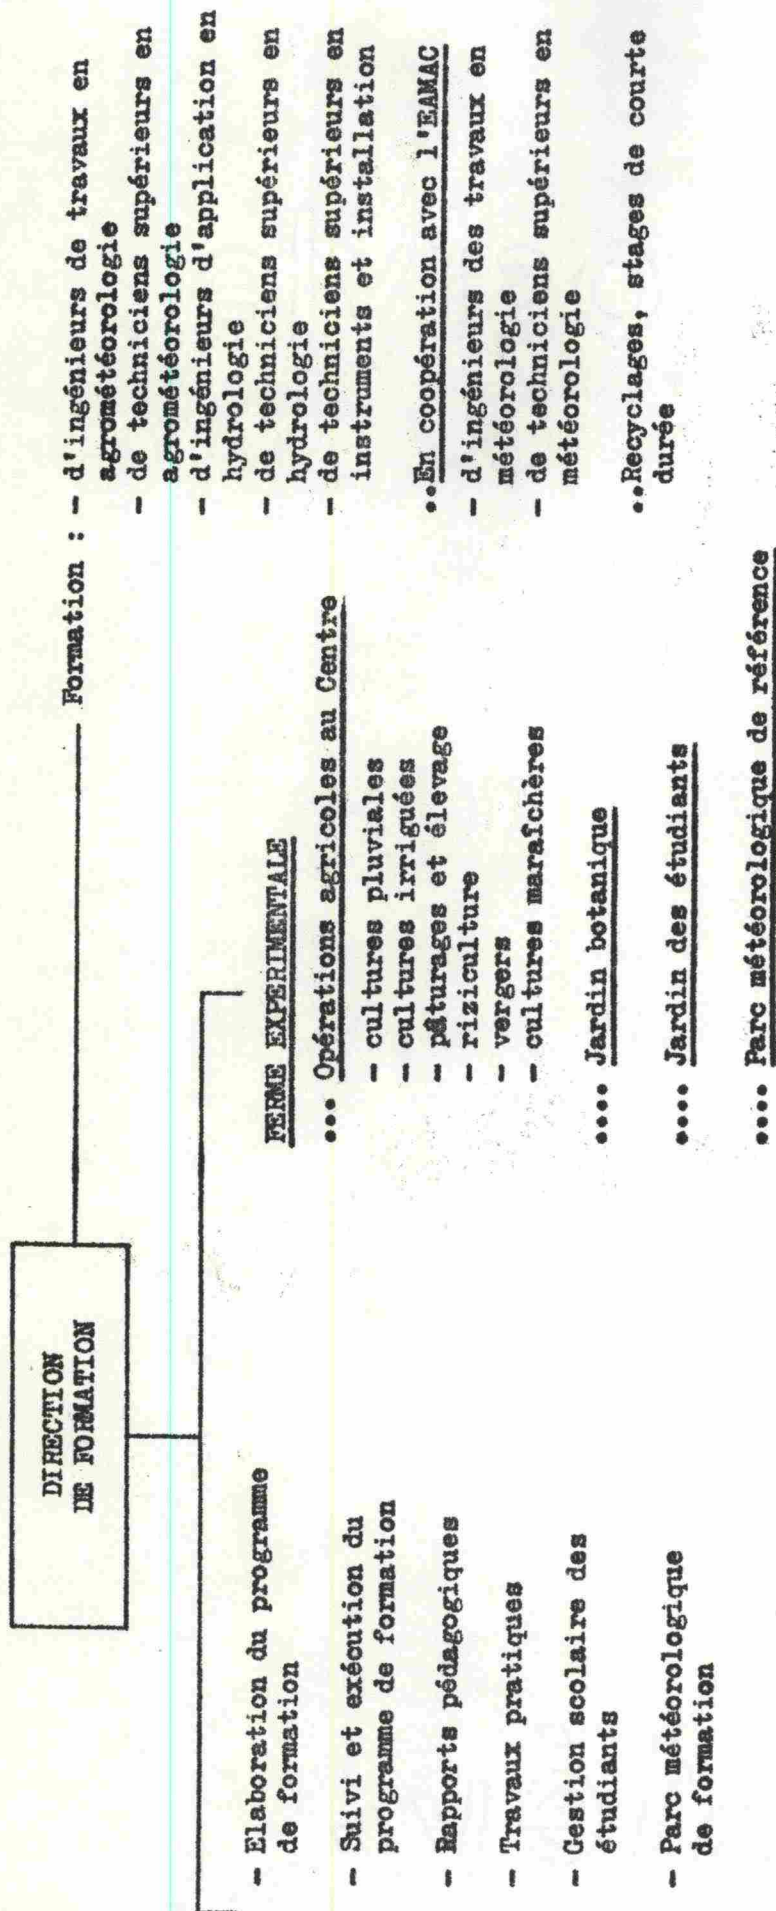 DIRECTION
DE FORMATION
Formation : - d'ingénieurs de travaux en
agrométéorologie
- de techniciens supérieurs en
agrométéorologie
- d'ingénieurs d'application en
hydrologie
- de techniciens supérieurs en
hydrologie
- de techniciens supérieurs en
instruments et installation
..En coopération avec l'EAMAC
- d'ingénieurs des travaux en
météorologie
- de techniciens supérieurs en
météorologie
..Recyclages, stages de courte
durée
- Elaboration du programme
de formation
- Suivi et exécution du
programme de formation
- Rapports pédagogiques
- Travaux pratiques
- Gestion scolaire des
étudiants
- Parc météorologique
de formation
FERME EXPERIMENTALE
... Opérations agricoles au Centre
- cultures pluviales
- cultures irriguées
- pâturages et élevage
- riziculture
- vergers
- cultures maraîchères
.... Jardin botanique
.... Jardin des étudiants
.... Parc météorologique de référence